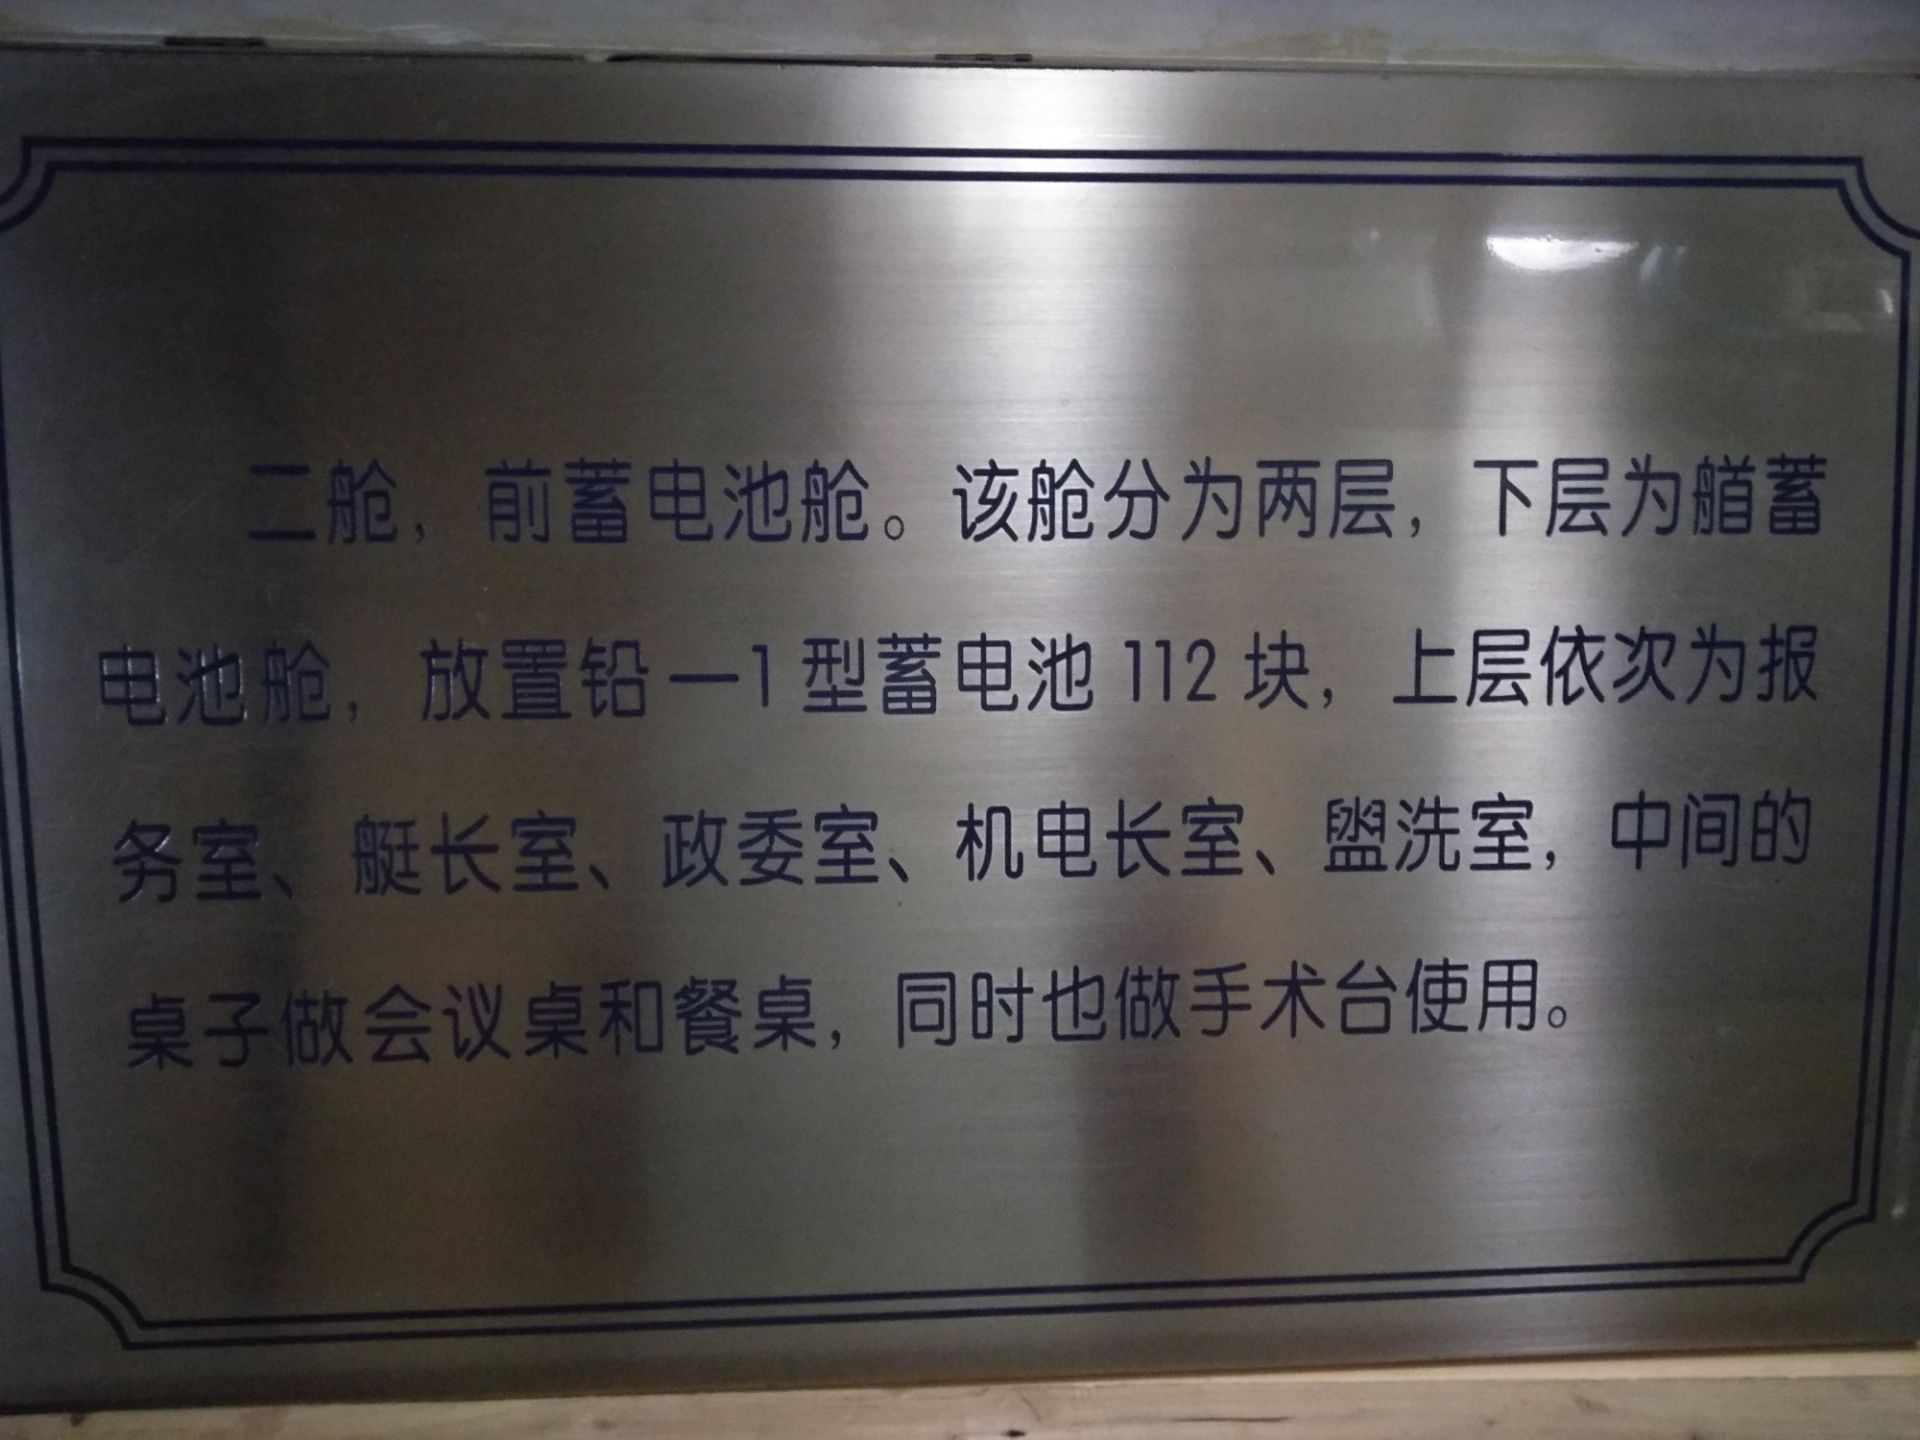 二舱，前蓄电池舱。该舱分为两层，下层为艏蓄
电池舱，放置铅—1型蓄电池112块，上层依次为报
务室、艇长室、政委室、机电长室、盥洗室，中间的
桌子做会议桌和餐桌，同时也做手术台使用。